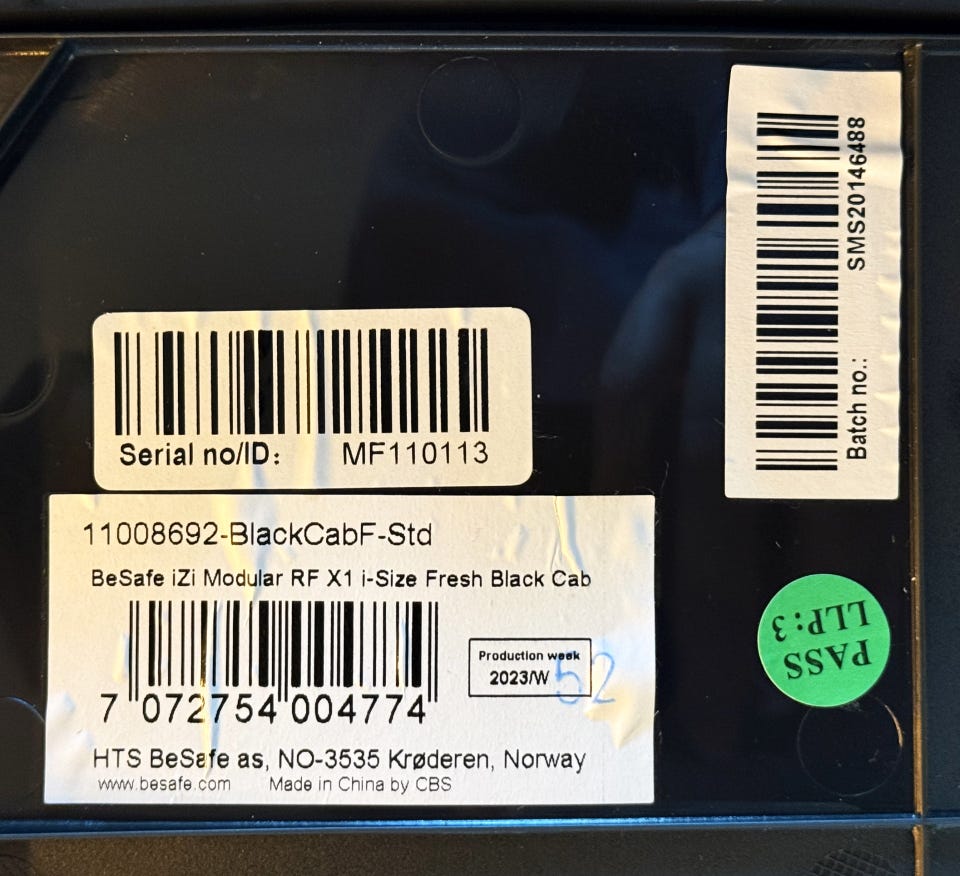 Batch no.: SMS20146488
Serial no/ID: MF110113
11008692-BlackCabF-Std
BeSafe iZi Modular RF X1 i-Size Fresh Black Cab
Production week
2023/W 52
7 072754 004774
HTS BeSafe as, NO-3535 Krøderen, Norway
www.besafe.com Made in China by CBS
PASS
LLP:3